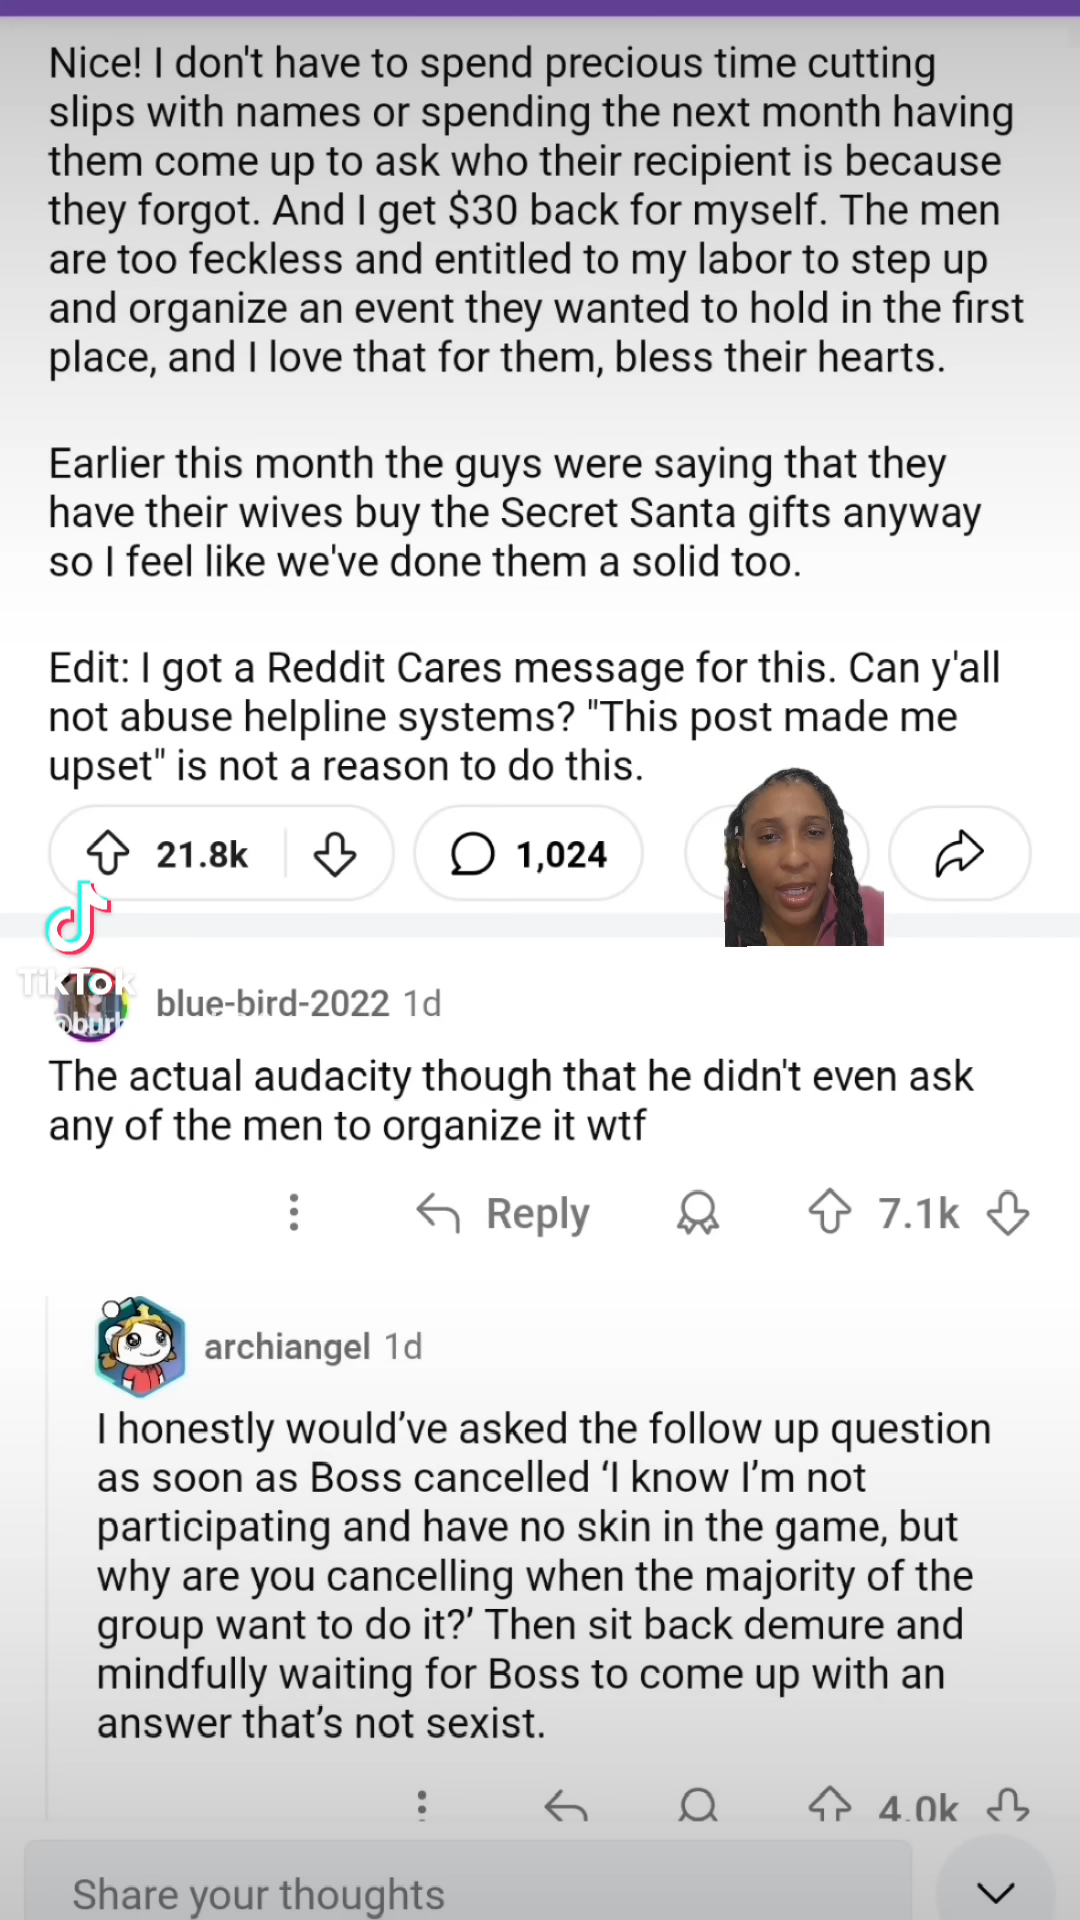 Nice! I don't have to spend precious time cutting
slips with names or spending the next month having
them come up to ask who their recipient is because
they forgot. And I get $30 back for myself. The men
are too feckless and entitled to my labor to step up
and organize an event they wanted to hold in the first
place, and I love that for them, bless their hearts.
Earlier this month the guys were saying that they
have their wives buy the Secret Santa gifts anyway
so I feel like we've done them a solid too.
Edit: I got a Reddit Cares message for this. Can y'all
not abuse helpline systems? "This post made me
upset" is not a reason to do this.
21.8k 1,024
TikTok
blue-bird-2022 1d
The actual audacity though that he didn't even ask
any of the men to organize it wtf
Reply 7.1k
archiangel 1d
I honestly would’ve asked the follow up question
as soon as Boss cancelled ‘I know I’m not
participating and have no skin in the game, but
why are you cancelling when the majority of the
group want to do it?’ Then sit back demure and
mindfully waiting for Boss to come up with an
answer that’s not sexist.
4.0k
Share your thoughts